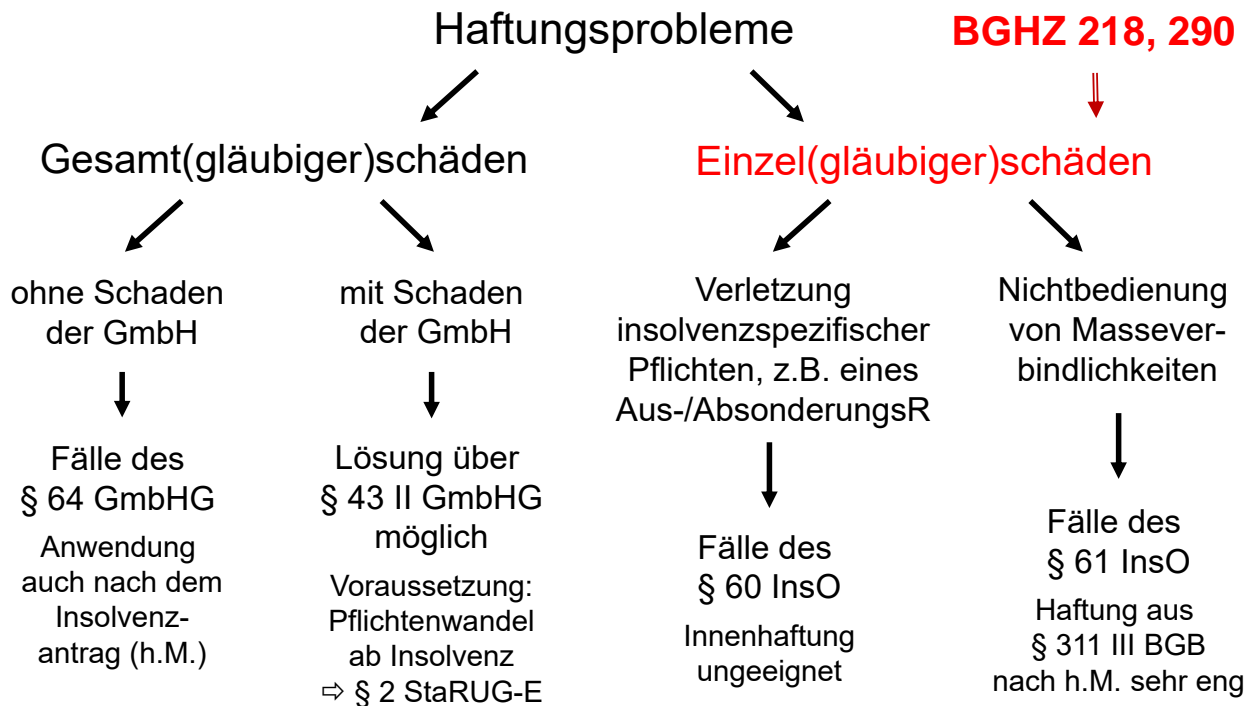 Haftungsprobleme
BGHZ 218, 290
Gesamt(gläubiger)schäden
Einzel(gläubiger)schäden
ohne Schaden
der GmbH
Fälle des
§ 64 GmbHG
Anwendung
auch nach dem
Insolvenz-
antrag (h.M.)
mit Schaden
der GmbH
Lösung über
§ 43 II GmbHG
möglich
Voraussetzung:
Pflichtenwandel
ab Insolvenz
⇨ § 2 StaRUG-E
Verletzung
insolvenzspezifischer
Pflichten, z.B. eines
Aus-/AbsonderungsR
Fälle des
§ 60 InsO
Innenhaftung
ungeeignet
Nichtbedienung
von Massever-
bindlichkeiten
Fälle des
§ 61 InsO
Haftung aus
§ 311 III BGB
nach h.M. sehr eng